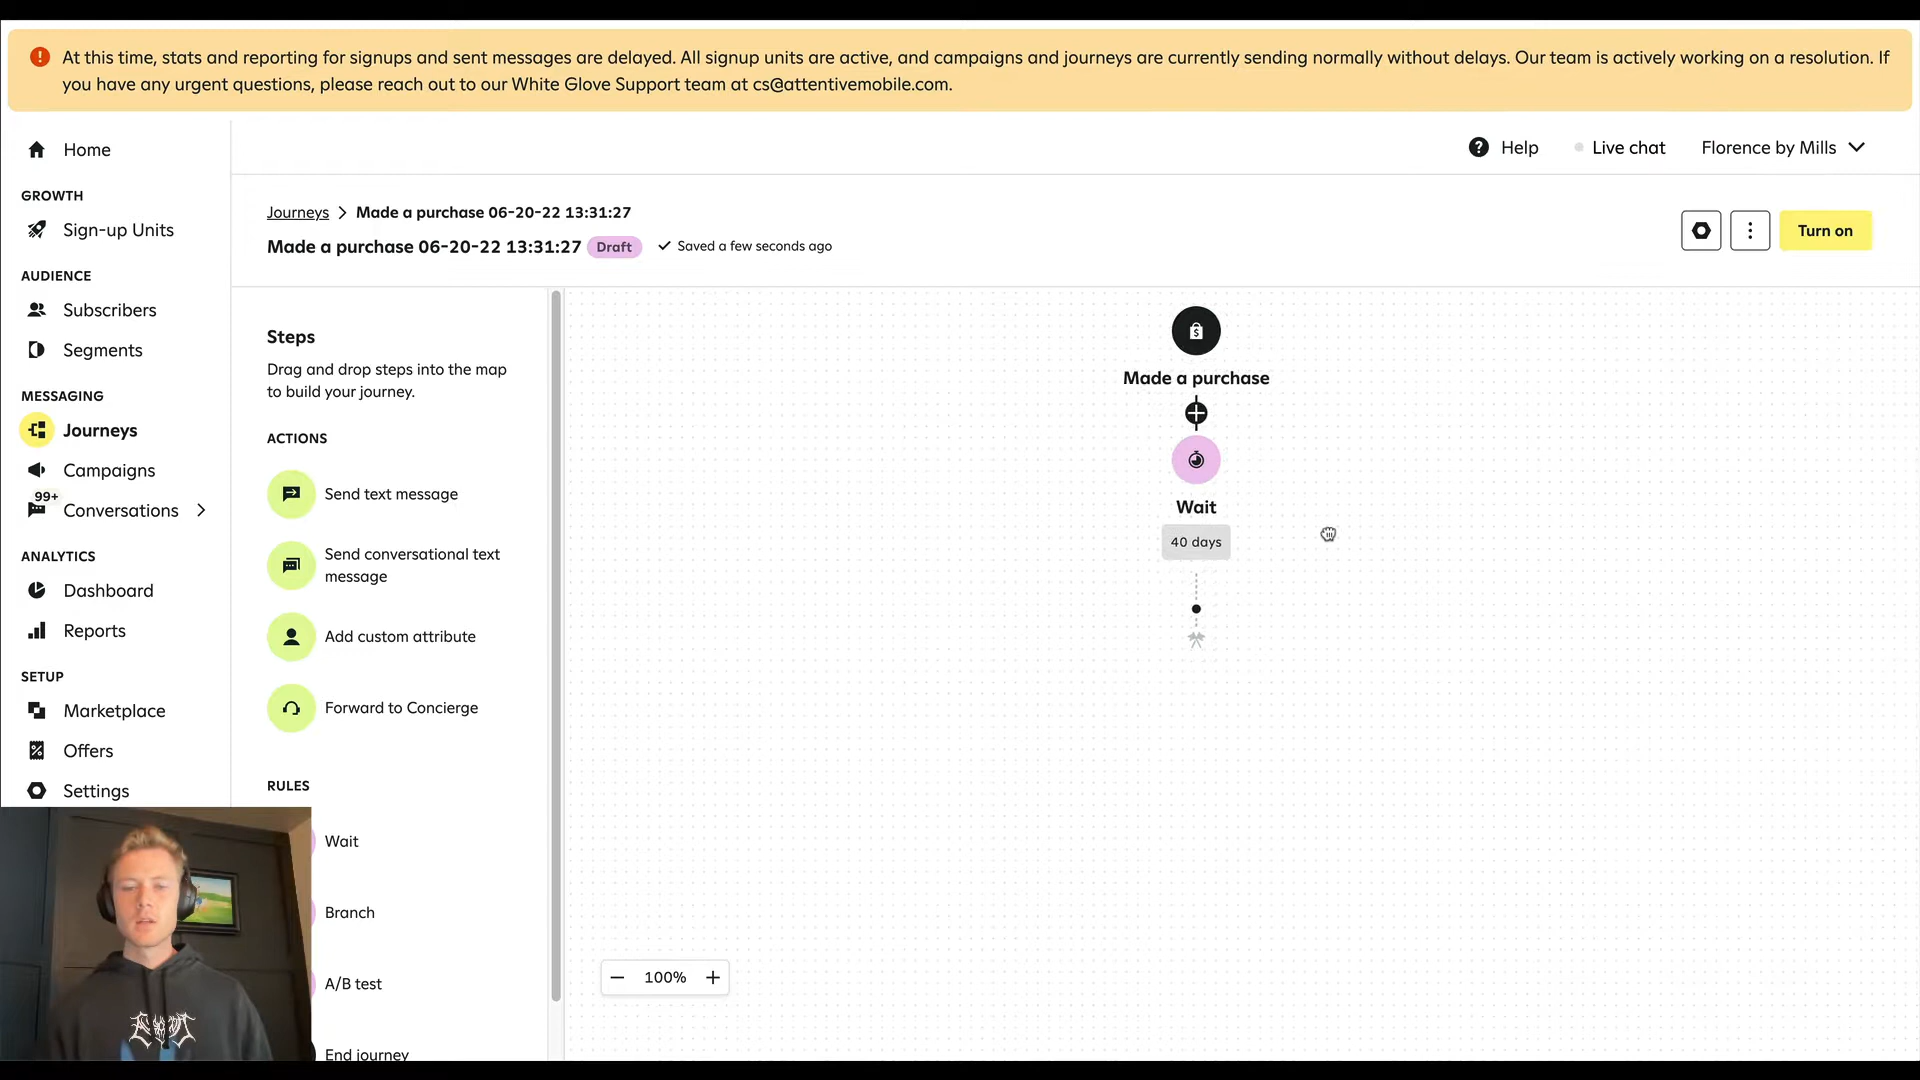 At this time, stats and reporting for signups and sent messages are delayed. All signup units are active, and campaigns and journeys are currently sending normally without delays. Our team is actively working on a resolution. If
you have any urgent questions, please reach out to our White Glove Support team at cs@attentivemobile.com.
Home
Help
Live chat
Florence by Mills
GROWTH
Sign-up Units
AUDIENCE
Subscribers
Segments
MESSAGING
Journeys
Campaigns
99+
Conversations
ANALYTICS
Dashboard
Reports
SETUP
Marketplace
Offers
Settings
Journeys > Made a purchase 06-20-22 13:31:27
Made a purchase 06-20-22 13:31:27 Draft Saved a few seconds ago
Turn on
Steps
Drag and drop steps into the map
to build your journey.
ACTIONS
Send text message
Send conversational text
message
Add custom attribute
Forward to Concierge
RULES
Wait
Branch
A/B test
End journey
Made a purchase
Wait
40 days
− 100% +